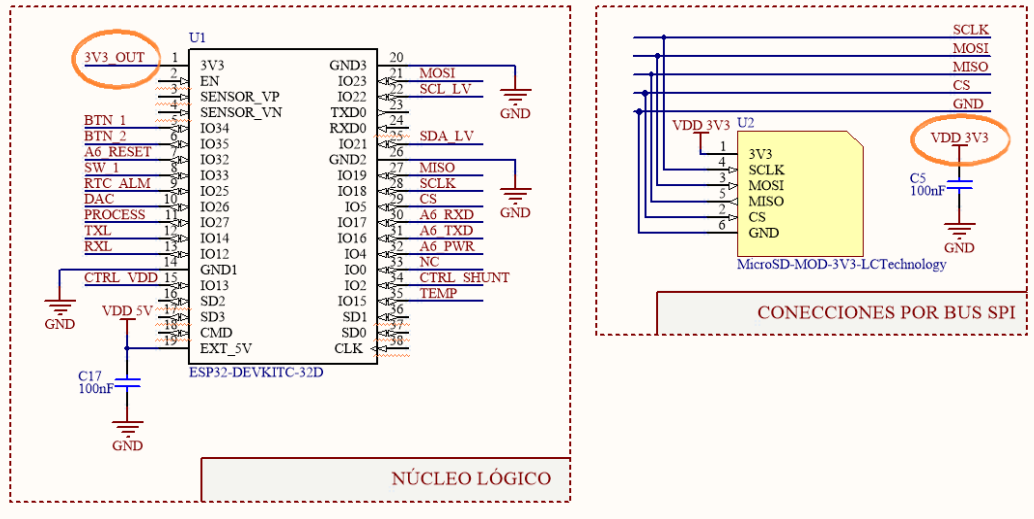 U1
3V3_OUT 1 3V3 GND3 20
2 EN IO23 21 MOSI
3 SENSOR_VP IO22 22 SCL_LV
4 SENSOR_VN TXD0 23
BTN_1 5 IO34 RXD0 24
BTN_2 6 IO35 IO21 25 SDA_LV
A6_RESET 7 IO32 GND2 26
SW_1 8 IO33 IO19 27 MISO
RTC_ALM 9 IO25 IO18 28 SCLK
DAC 10 IO26 IO5 29 CS
PROCESS 11 IO27 IO17 30 A6_RXD
TXL 12 IO14 IO16 31 A6_TXD
RXL 13 IO12 IO4 32 A6_PWR
14 GND1 IO0 33 NC
CTRL_VDD 15 IO13 IO2 34 CTRL_SHUNT
16 SD2 IO15 35 TEMP
17 SD3 SD1 36
18 CMD SD0 37
19 EXT_5V CLK 38
GND
GND
GND
VDD 5V
ESP32-DEVKITC-32D
C17
100nF
GND
NÚCLEO LÓGICO
SCLK
MOSI
MISO
CS
GND
VDD 3V3
U2
1 3V3
4 SCLK
3 MOSI
5 MISO
2 CS
6 GND
MicroSD-MOD-3V3-LCTechnology
VDD 3V3
C5
100nF
GND
CONECCIONES POR BUS SPI